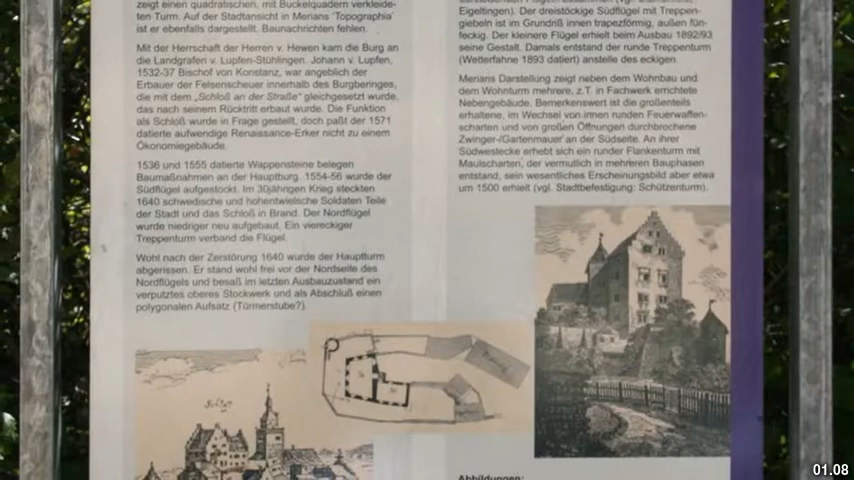 zeigt einen quadratischen, mit Buckelquadern verkleide-
ten Turm. Auf der Stadtansicht in Merians 'Topographia'
ist er ebenfalls dargestellt. Baunachrichten fehlen.
Mit der Herrschaft der Herren v. Hewen kam die Burg an
die Landgrafen v. Lupfen-Stühlingen. Johann v. Lupfen,
1532-37 Bischof von Konstanz, war angeblich der
Erbauer der Felsenscheuer innerhalb des Burgberinges,
die mit dem „Schloß an der Straße" gleichgesetzt wurde,
das nach seinem Rücktritt erbaut wurde. Die Funktion
als Schloß wurde in Frage gestellt, doch paßt der 1571
datierte aufwendige Renaissance-Erker nicht zu einem
Ökonomiegebäude.
1536 und 1555 datierte Wappensteine belegen
Baumaßnahmen an der Hauptburg. 1554-56 wurde der
Südflügel aufgestockt. Im 30jährigen Krieg steckten
1640 schwedische und hohentwielsche Soldaten Teile
der Stadt und das Schloß in Brand. Der Nordflügel
wurde niedriger neu aufgebaut. Ein viereckiger
Treppenturm verband die Flügel.
Wohl nach der Zerstörung 1640 wurde der Hauptturm
abgerissen. Er stand wohl frei vor der Nordseite des
Nordflügels und besaß im letzten Ausbauzustand ein
verputztes oberes Stockwerk und als Abschluß einen
polygonalen Aufsatz (Türmerstube?).
Eigeltingen). Der dreistöckige Südflügel mit Treppen-
giebeln ist im Grundriß innen trapezförmig, außen fün-
feckig. Der kleinere Flügel erhielt beim Ausbau 1892/93
seine Gestalt. Damals entstand der runde Treppenturm
(Wetterfahne 1893 datiert) anstelle des eckigen.
Merians Darstellung zeigt neben dem Wohnbau und
dem Wohnturm mehrere, z.T. in Fachwerk errichtete
Nebengebäude. Bemerkenswert ist die großenteils
erhaltene, im Wechsel von innen runden Feuerwaffen-
scharten und von großen Öffnungen durchbrochene
Zwinger-/Gartenmauer an der Südseite. An ihrer
Südwestecke erhebt sich ein runder Flankenturm mit
Maulscharten, der vermutlich in mehreren Bauphasen
entstand, sein wesentliches Erscheinungsbild aber etwa
um 1500 erhielt (vgl. Stadtbefestigung: Schützenturm).
Abbildungen:
01.08